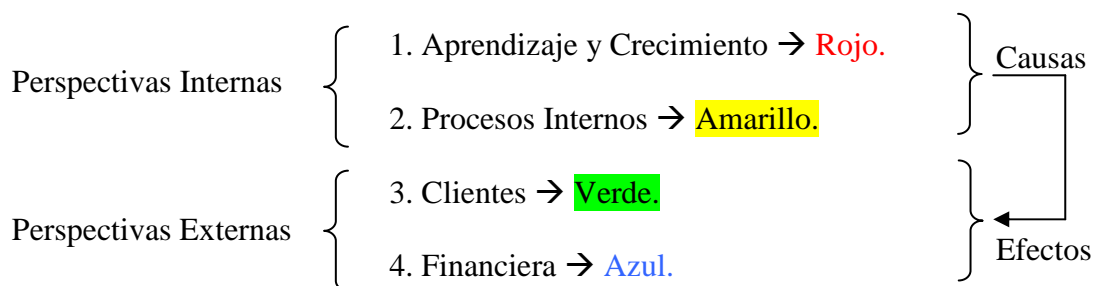 1. Aprendizaje y Crecimiento → Rojo.
Causas
Perspectivas Internas
2. Procesos Internos → Amarillo.
3. Clientes → Verde.
Perspectivas Externas
Efectos
4. Financiera → Azul.